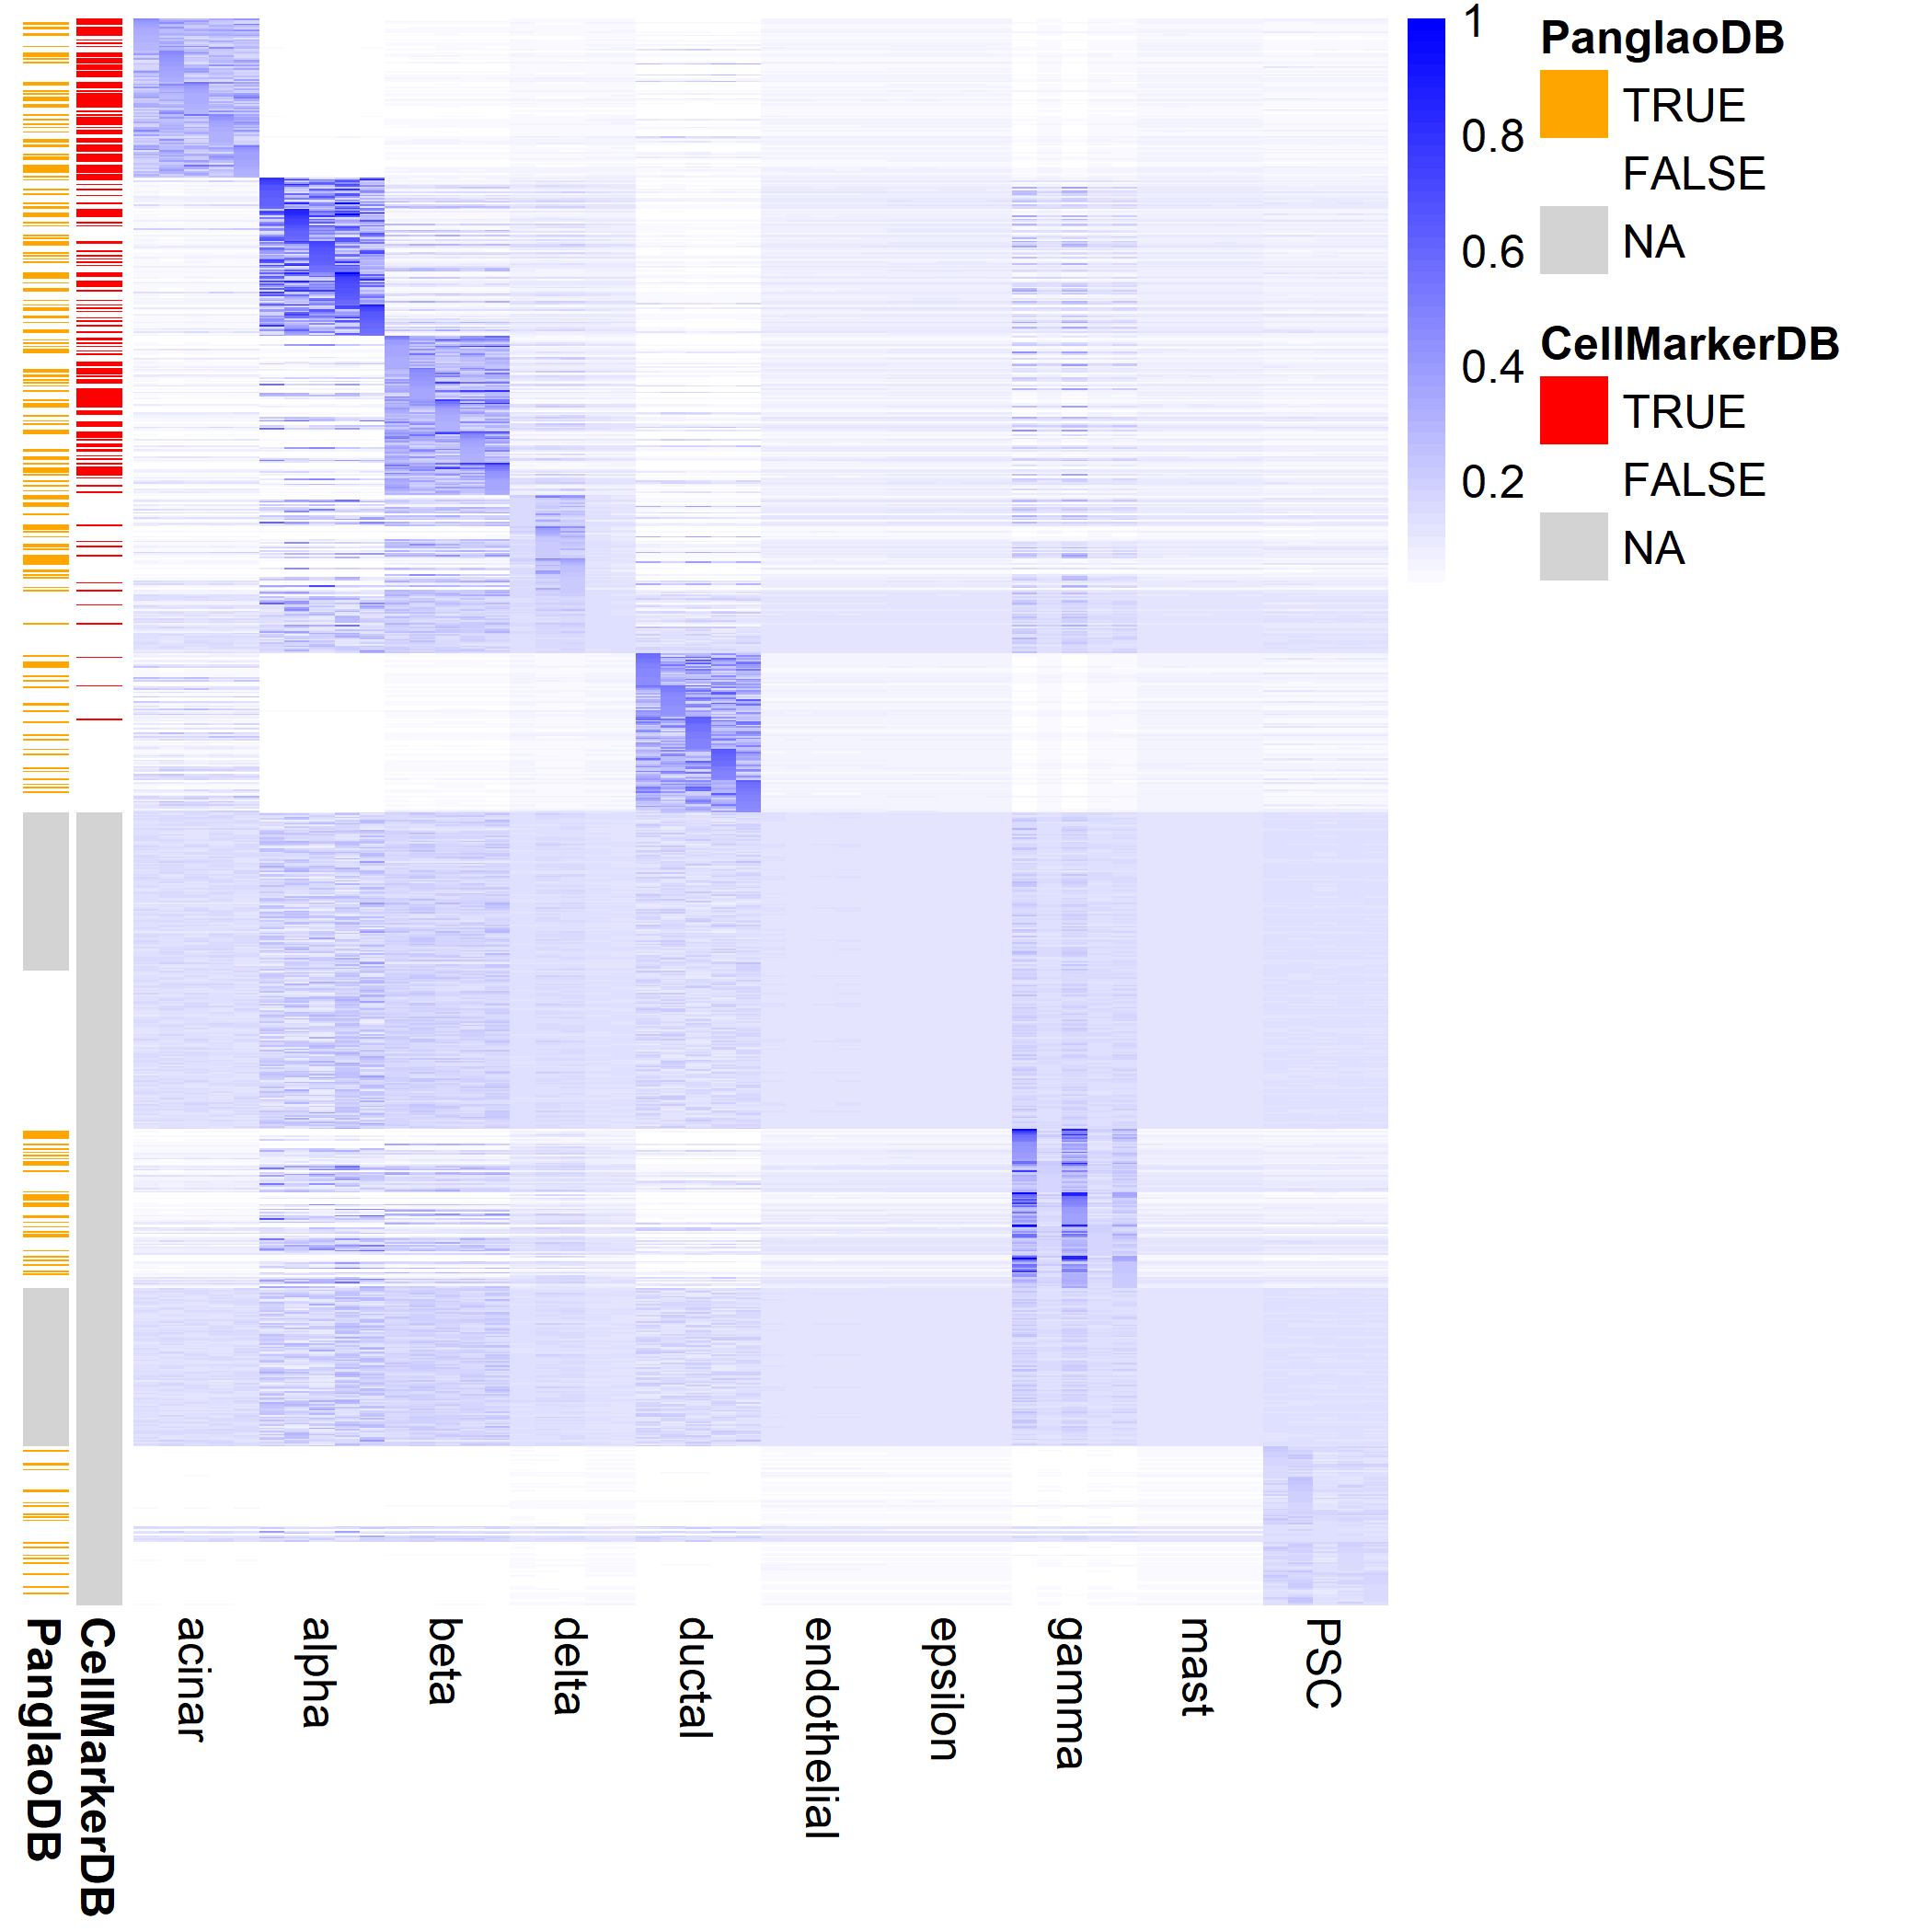 1
0.8
0.6
0.4
0.2
PanglaoDB
TRUE
FALSE
NA
CellMarkerDB
TRUE
FALSE
NA
PanglaoDB
CellMarkerDB
acinar
alpha
beta
delta
ductal
endothelial
epsilon
gamma
mast
PSC